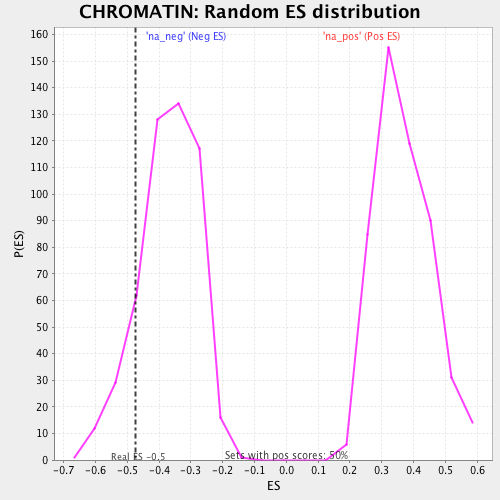 CHROMATIN: Random ES distribution
'na_neg' (Neg ES)
'na_pos' (Pos ES)
P(ES)
160
150
140
130
120
110
100
90
80
70
60
50
40
30
20
10
0
Real ES -0.5
Sets with pos scores: 50%
-0.7 -0.6 -0.5 -0.4 -0.3 -0.2 -0.1 0.0 0.1 0.2 0.3 0.4 0.5 0.6
ES